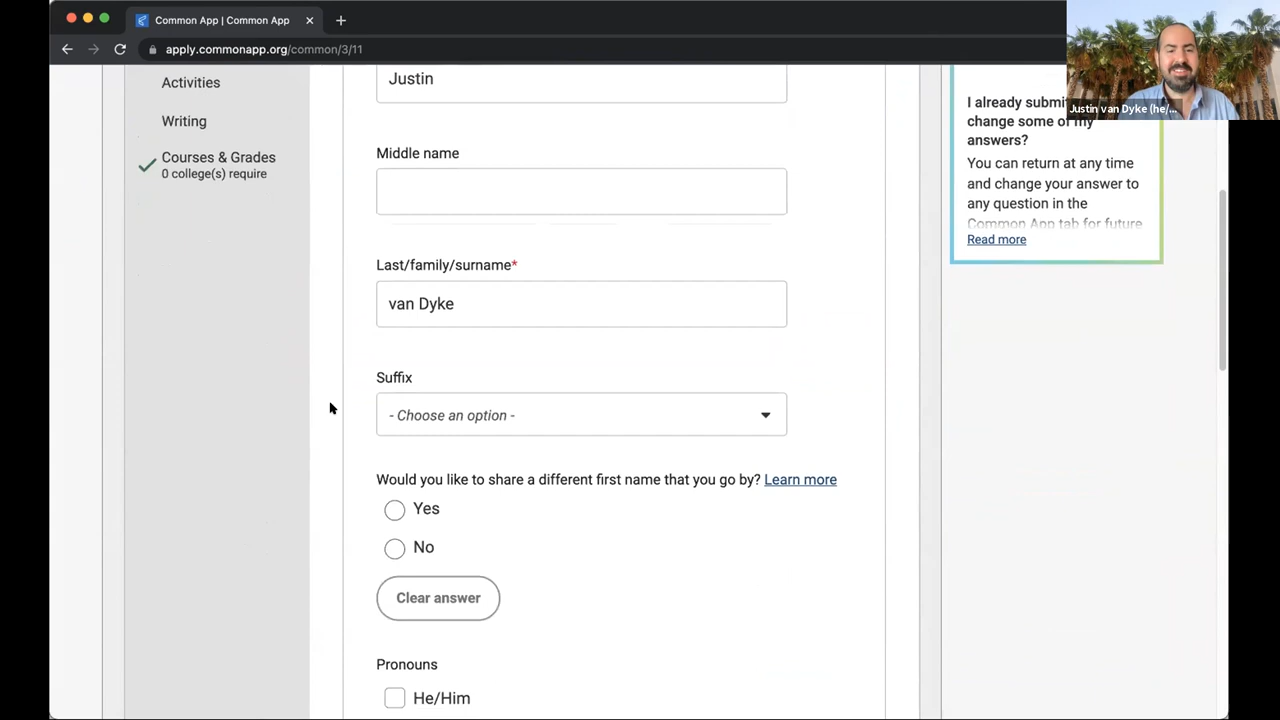 Common App | Common App
apply.commonapp.org/common/3/11
Justin van Dyke (he/...
Activities
Writing
Courses & Grades
0 college(s) require
Justin
Middle name
Last/family/surname*
van Dyke
Suffix
- Choose an option -
Would you like to share a different first name that you go by? Learn more
Yes
No
Clear answer
Pronouns
He/Him
I already submi
change some of my
answers?
You can return at any time
and change your answer to
any question in the
Common App tab for future
Read more